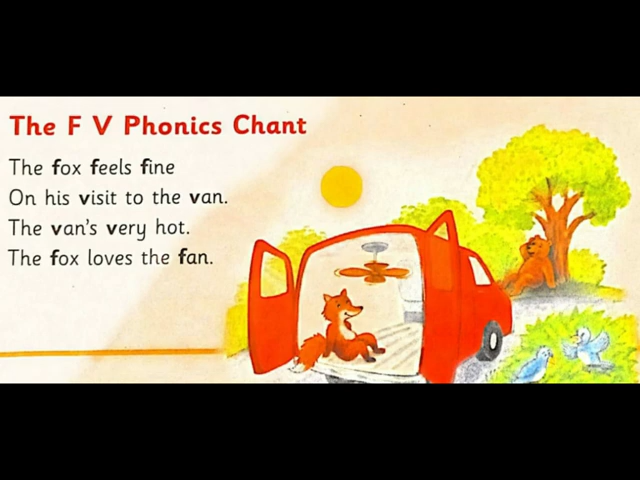 The F V Phonics Chant
The fox feels fine
On his visit to the van.
The van's very hot.
The fox loves the fan.